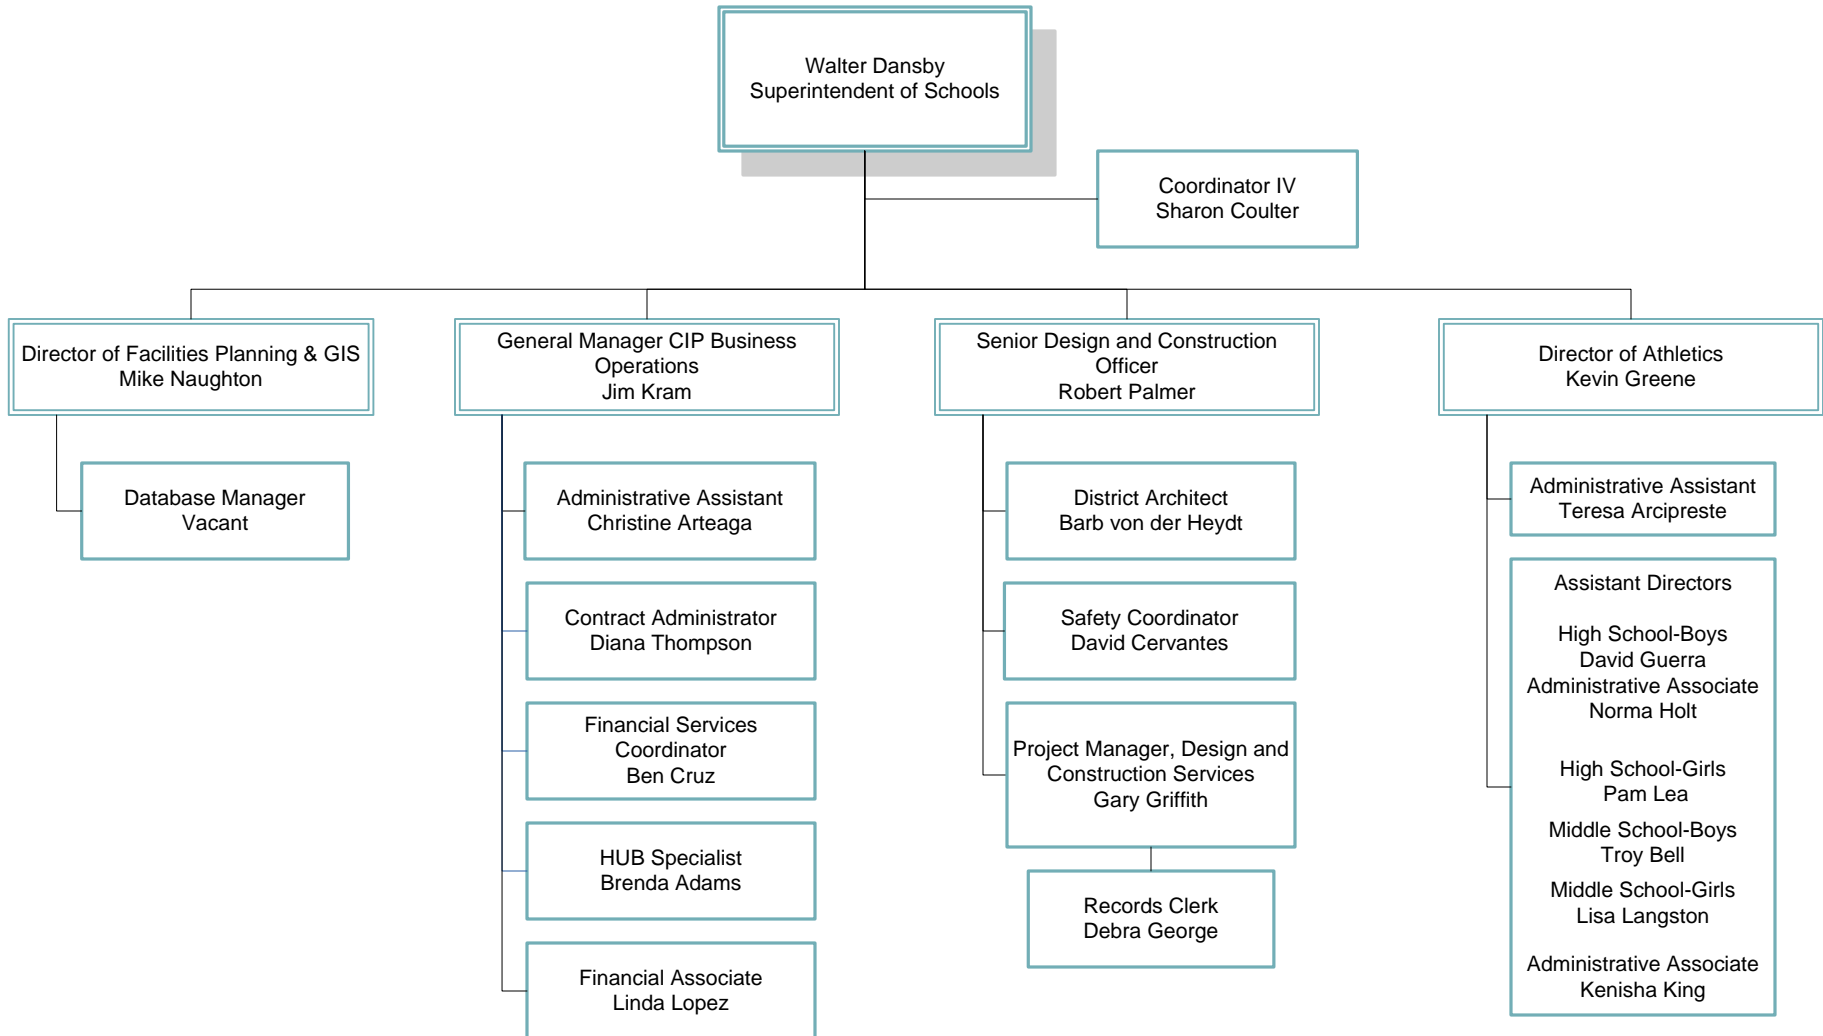 Walter Dansby
Superintendent of Schools
Coordinator IV
Sharon Coulter
Director of Facilities Planning & GIS
Mike Naughton
Database Manager
Vacant
General Manager CIP Business
Operations
Jim Kram
Administrative Assistant
Christine Arteaga
Contract Administrator
Diana Thompson
Financial Services
Coordinator
Ben Cruz
HUB Specialist
Brenda Adams
Financial Associate
Linda Lopez
Senior Design and Construction
Officer
Robert Palmer
District Architect
Barb von der Heydt
Safety Coordinator
David Cervantes
Project Manager, Design and
Construction Services
Gary Griffith
Records Clerk
Debra George
Director of Athletics
Kevin Greene
Administrative Assistant
Teresa Arcipreste
Assistant Directors
High School-Boys
David Guerra
Administrative Associate
Norma Holt
High School-Girls
Pam Lea
Middle School-Boys
Troy Bell
Middle School-Girls
Lisa Langston
Administrative Associate
Kenisha King